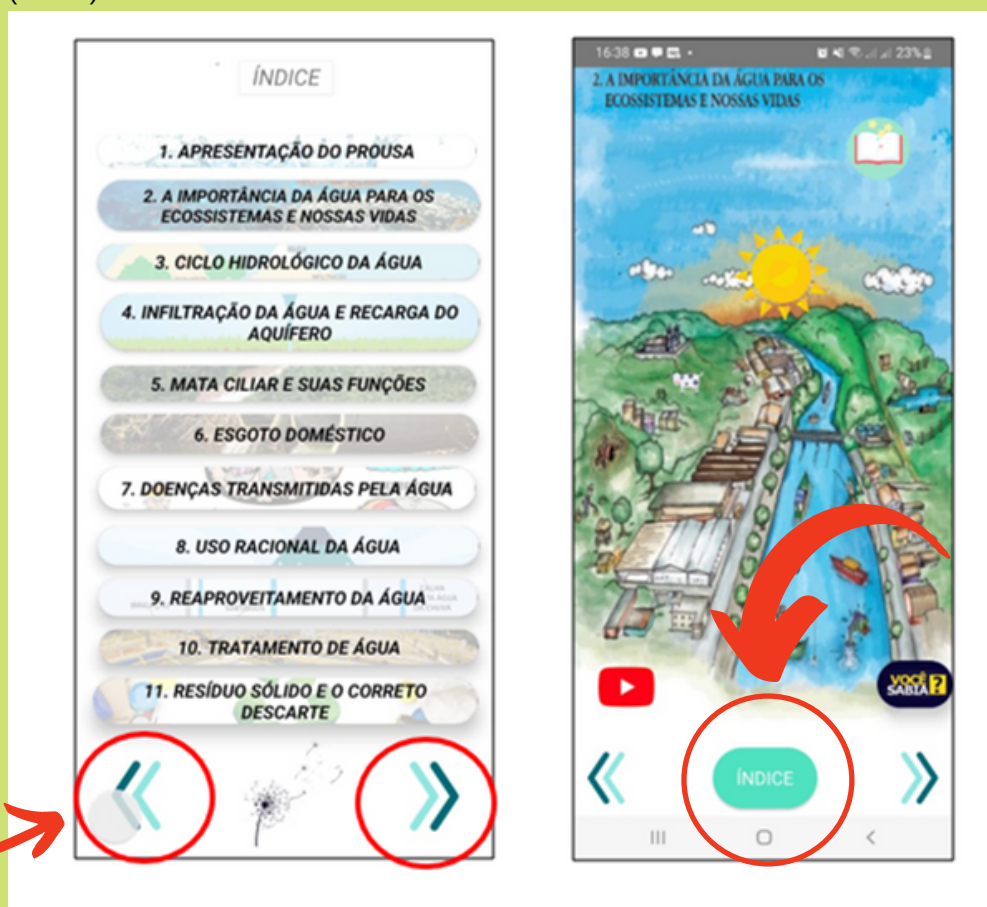 ÍNDICE
1. APRESENTAÇÃO DO PROUSA
2. A IMPORTÂNCIA DA ÁGUA PARA OS
ECOSSISTEMAS E NOSSAS VIDAS
3. CICLO HIDROLÓGICO DA ÁGUA
4. INFILTRAÇÃO DA ÁGUA E RECARGA DO
AQUÍFERO
5. MATA CILIAR E SUAS FUNÇÕES
6. ESGOTO DOMÉSTICO
7. DOENÇAS TRANSMITIDAS PELA ÁGUA
8. USO RACIONAL DA ÁGUA
9. REAPROVEITAMENTO DA ÁGUA
10. TRATAMENTO DE ÁGUA
11. RESÍDUO SÓLIDO E O CORRETO
DESCARTE
16:38
23%
2. A IMPORTÂNCIA DA ÁGUA PARA OS
ECOSSISTEMAS E NOSSAS VIDAS
VOCÊ
SABIA?
ÍNDICE